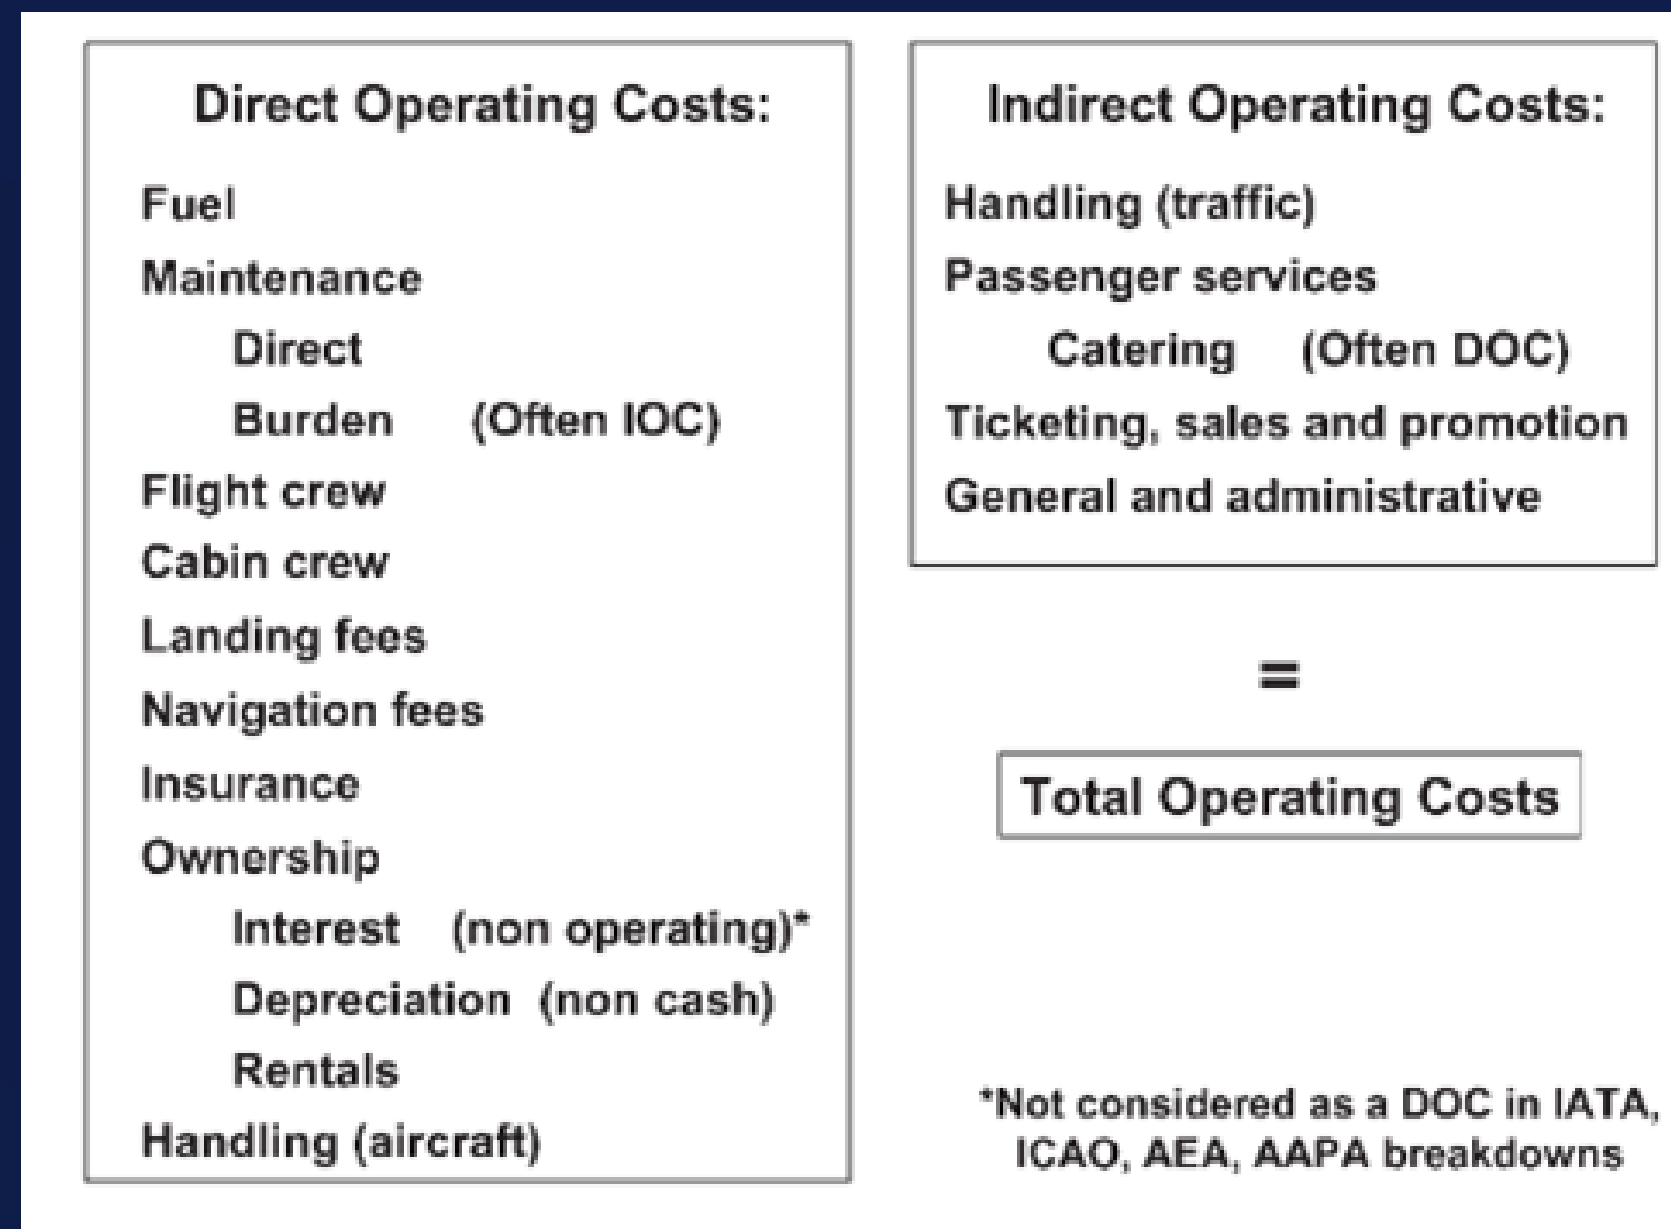 Direct Operating Costs:
Fuel
Maintenance
Direct
Burden (Often IOC)
Flight crew
Cabin crew
Landing fees
Navigation fees
Insurance
Ownership
Interest (non operating)*
Depreciation (non cash)
Rentals
Handling (aircraft)
Indirect Operating Costs:
Handling (traffic)
Passenger services
Catering (Often DOC)
Ticketing, sales and promotion
General and administrative
=
Total Operating Costs
*Not considered as a DOC in IATA,
ICAO, AEA, AAPA breakdowns